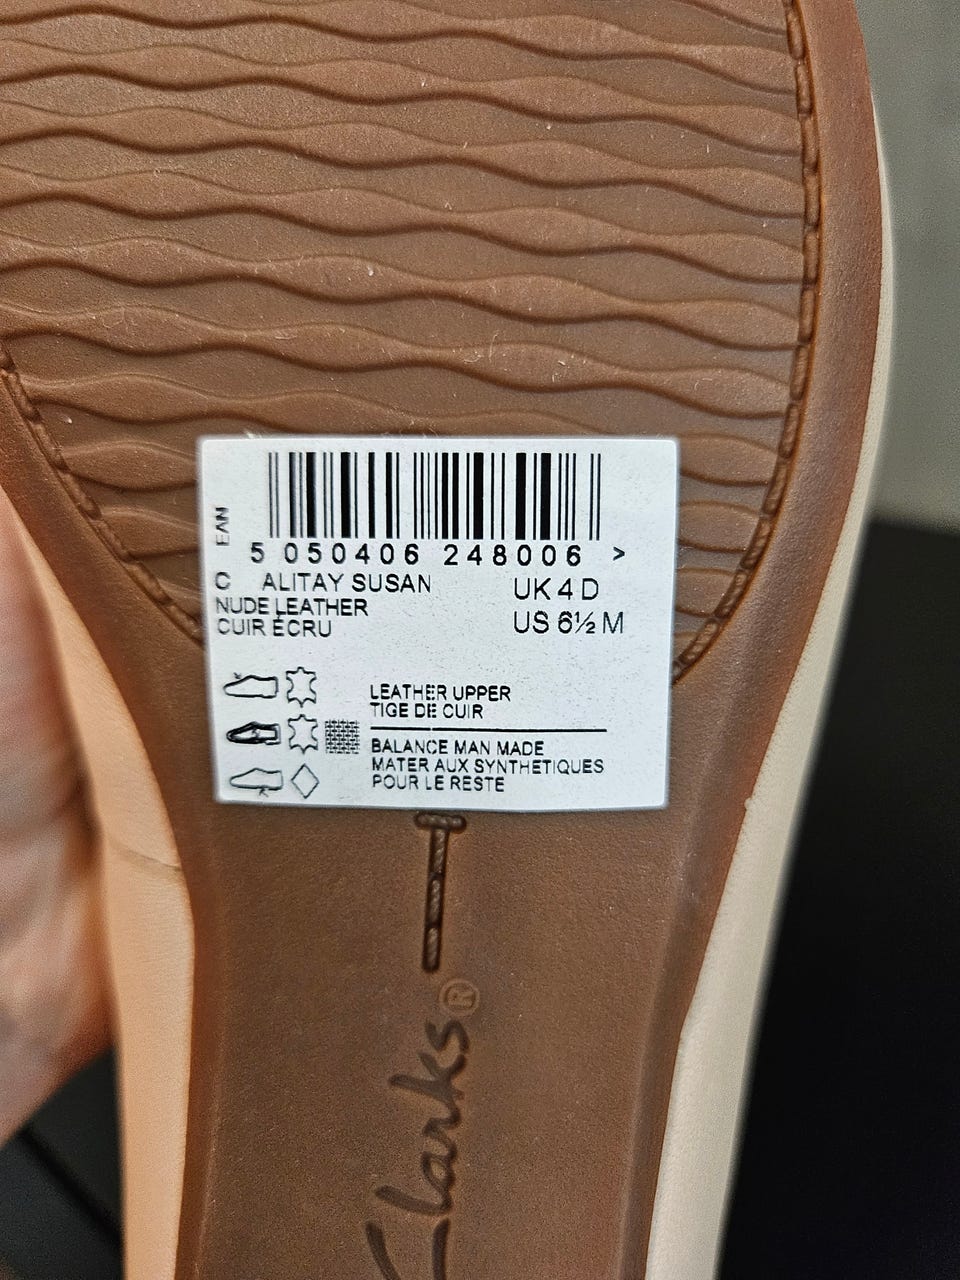 EAN
5 050406 248006 >
C ALITAY SUSAN UK 4 D
NUDE LEATHER US 6½ M
CUIR ÉCRU
LEATHER UPPER
TIGE DE CUIR
BALANCE MAN MADE
MATER AUX SYNTHETIQUES
POUR LE RESTE
Clarks®